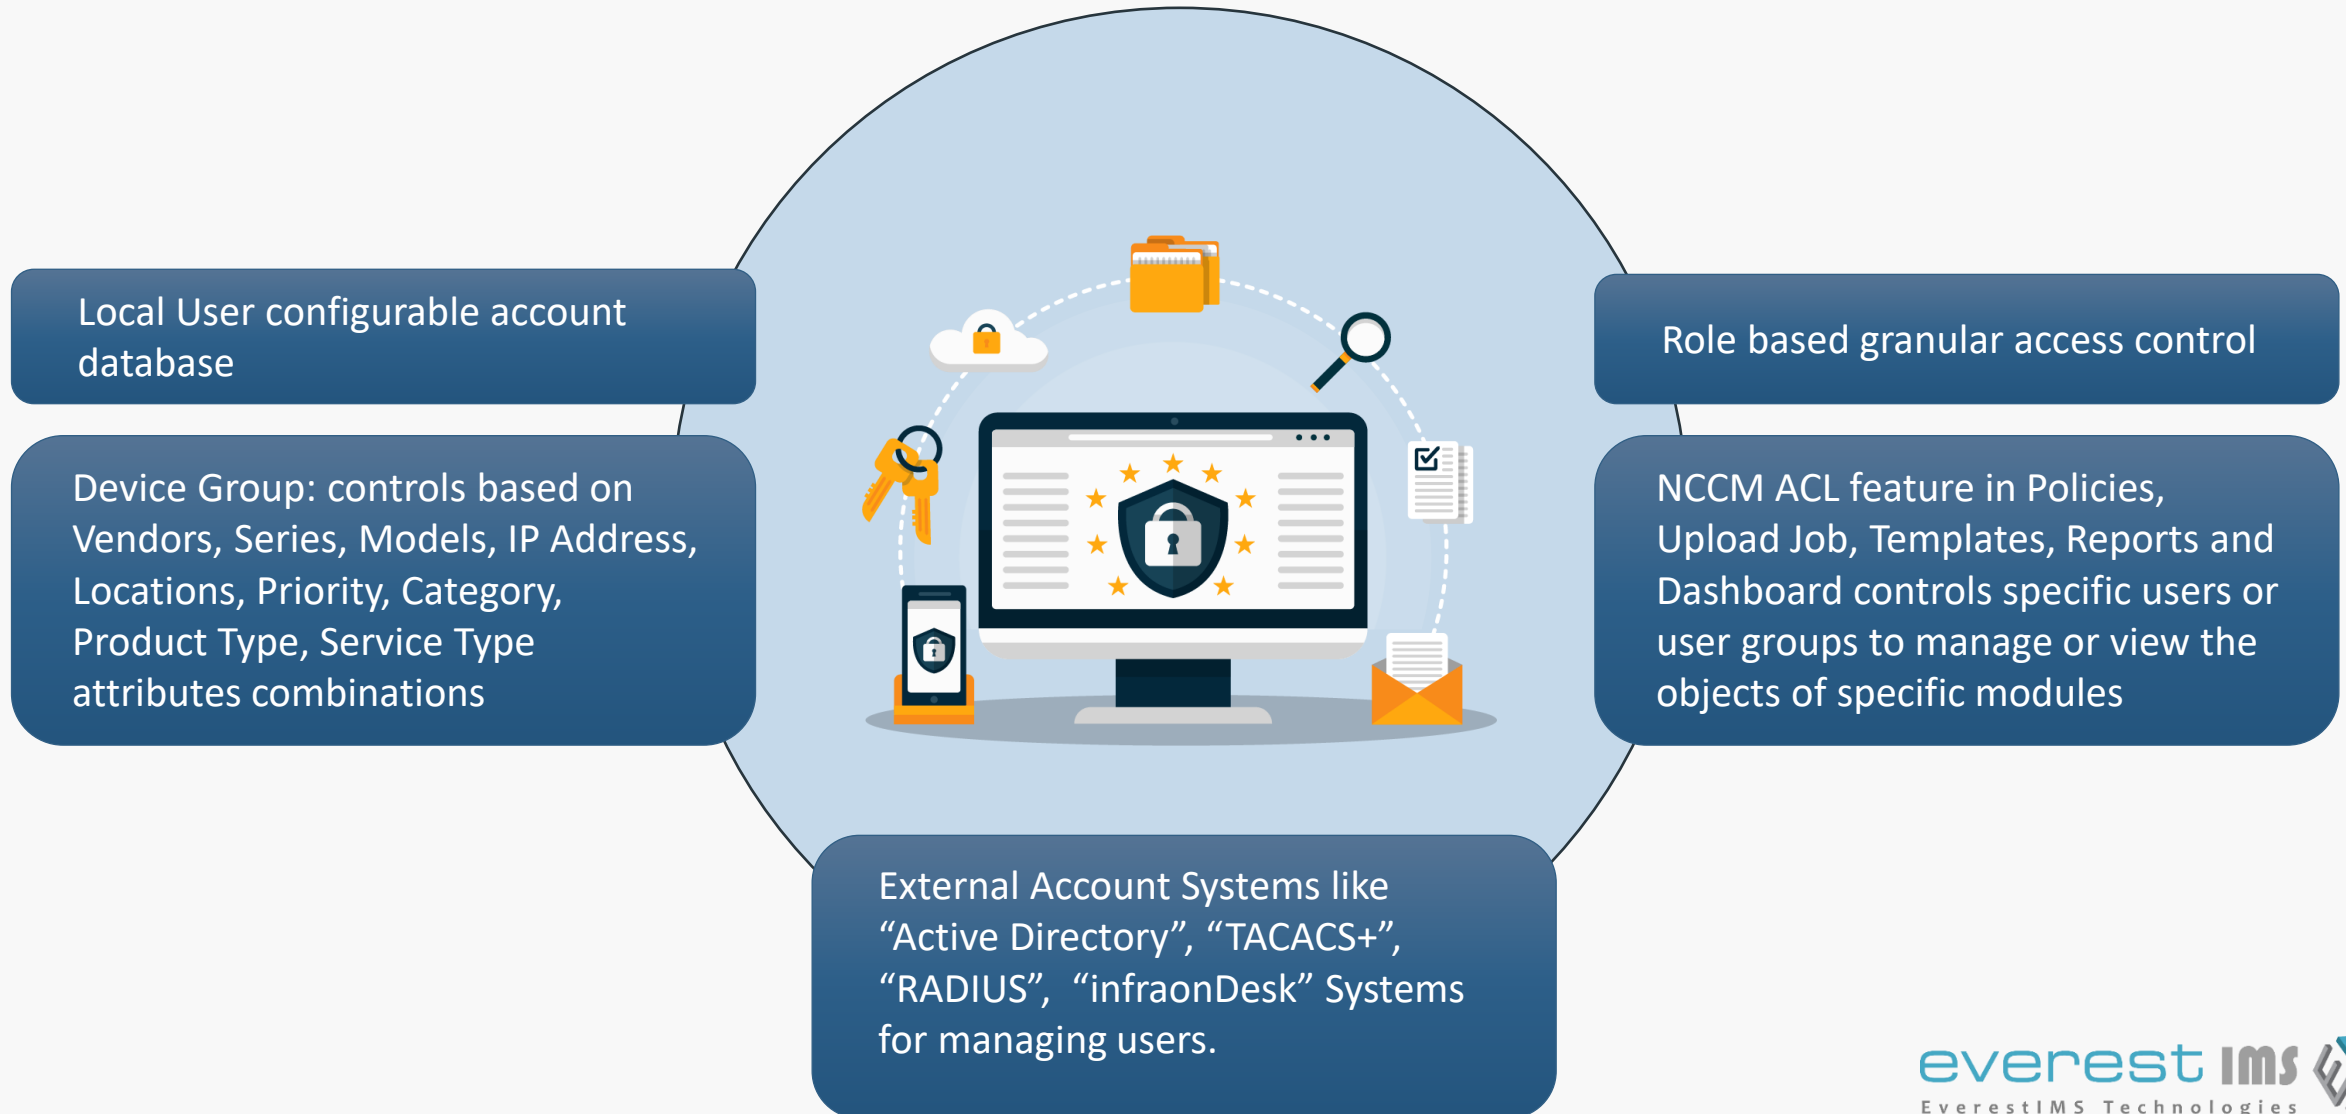 Local User configurable account
database
Role based granular access control
Device Group: controls based on
Vendors, Series, Models, IP Address,
Locations, Priority, Category,
Product Type, Service Type
attributes combinations
NCCM ACL feature in Policies,
Upload Job, Templates, Reports and
Dashboard controls specific users or
user groups to manage or view the
objects of specific modules
External Account Systems like
“Active Directory”, “TACACS+”,
“RADIUS”,  “infraonDesk” Systems
for managing users.
everest IMS
EverestIMS Technologies